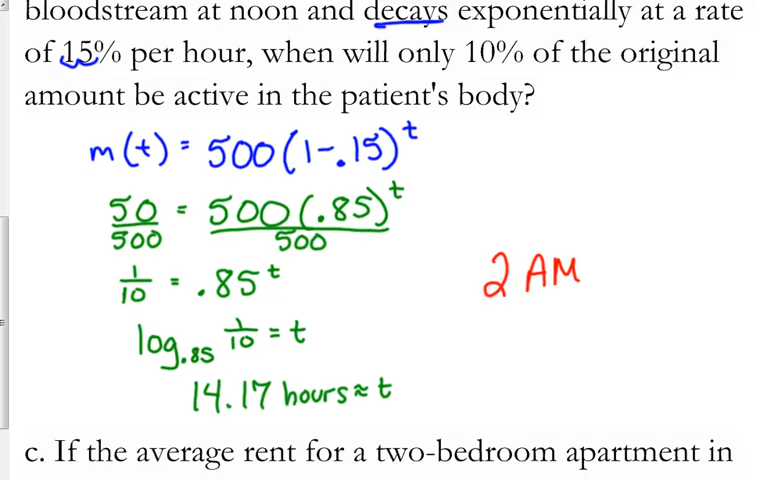 bloodstream at noon and decays exponentially at a rate
of 15% per hour, when will only 10% of the original
amount be active in the patient's body?
m(t) = 500(1-.15)^t
50/500 = 500(.85)^t/500
1/10 = .85^t
2 AM
log_.85 1/10 = t
14.17 hours ≈ t
c. If the average rent for a two-bedroom apartment in